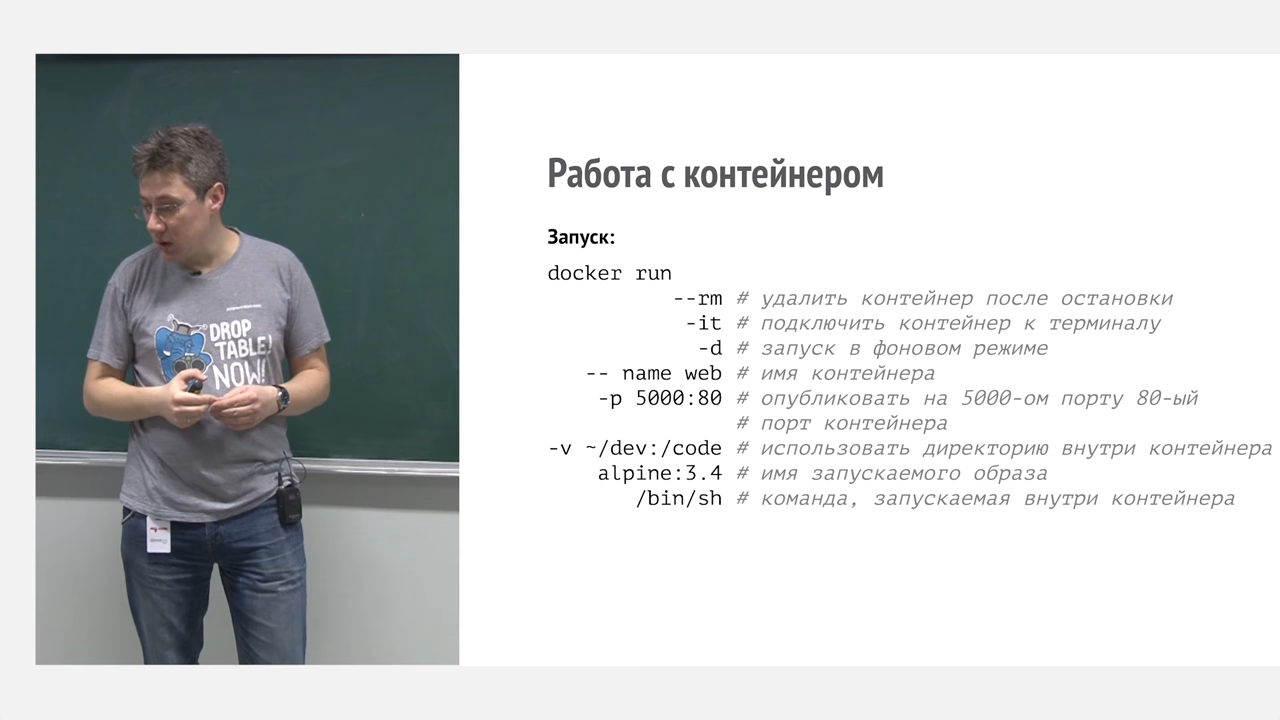 DROP
TABLE!
NOW!
Работа с контейнером
Запуск:
docker run
--rm # удалить контейнер после остановки
-it # подключить контейнер к терминалу
-d # запуск в фоновом режиме
-- name web # имя контейнера
-p 5000:80 # опубликовать на 5000-ом порту 80-ый
# порт контейнера
-v ~/dev:/code # использовать директорию внутри контейнера
alpine:3.4 # имя запускаемого образа
/bin/sh # команда, запускаемая внутри контейнера